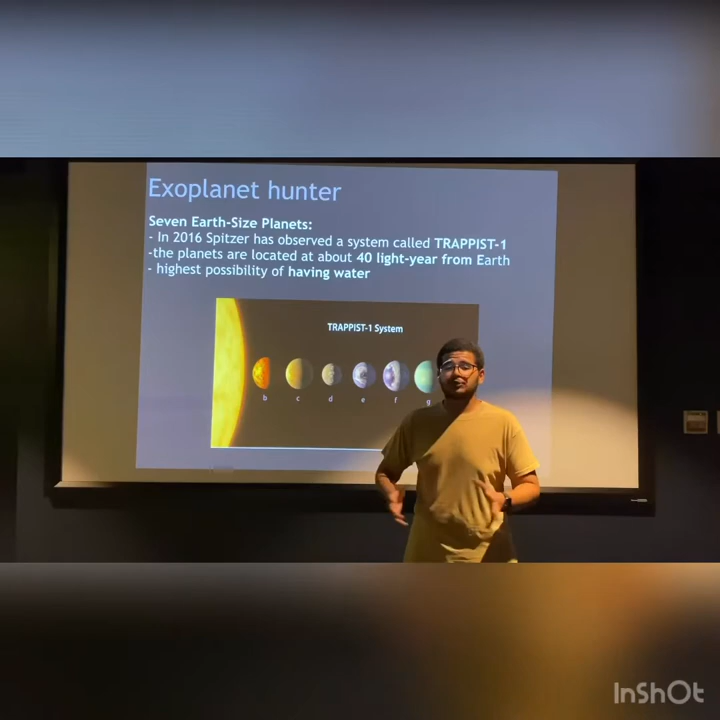 Exoplanet hunter
Seven Earth-Size Planets:
- In 2016 Spitzer has observed a system called TRAPPIST-1
-the planets are located at about 40 light-year from Earth
- highest possibility of having water
TRAPPIST-1 System
b c d e f g
InShOt